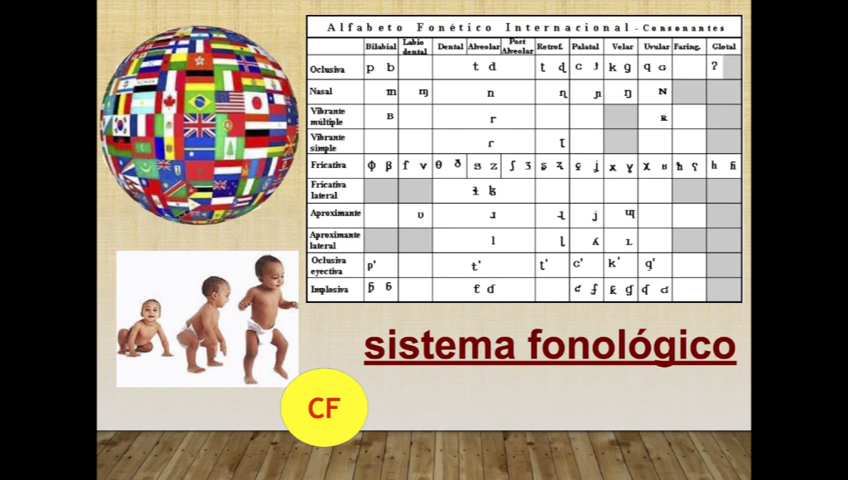 Alfabeto Fonético Internacional - Consonantes
Bilabial Labio dental Dental Alveolar Post Alveolar Retrof. Palatal Velar Uvular Faring. Glotal
Oclusiva p b t d ʈ ɖ c ɟ k g q ɢ ʔ
Nasal m ɱ n ɳ ɲ ŋ ɴ
Vibrante múltiple ʙ r ʀ
Vibrante simple ɾ ɽ
Fricativa ɸ β f v θ ð s z ʃ ʒ ʂ ʐ ç ʝ x ɣ χ ʁ ħ ʕ h ɦ
Fricativa lateral ɬ ɮ
Aproximante ʋ ɹ ɻ j ɰ
Aproximante lateral l ɭ ʎ ʟ
Oclusiva eyectiva p' t' ʈ' c' k' q'
Implosiva ɓ ɗ
sistema fonológico
CF